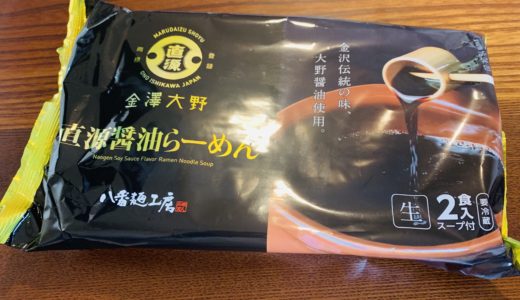 MARUDAIZU SHOYU
直源
ONO ISHIKAWA JAPAN
金澤大野
直源醤油らーめん
Naogen Soy Sauce Flavor Ramen Noodle Soup
八番麺工房
金沢伝統の味、
大野醤油使用。
生
2食入
スープ付
要冷蔵